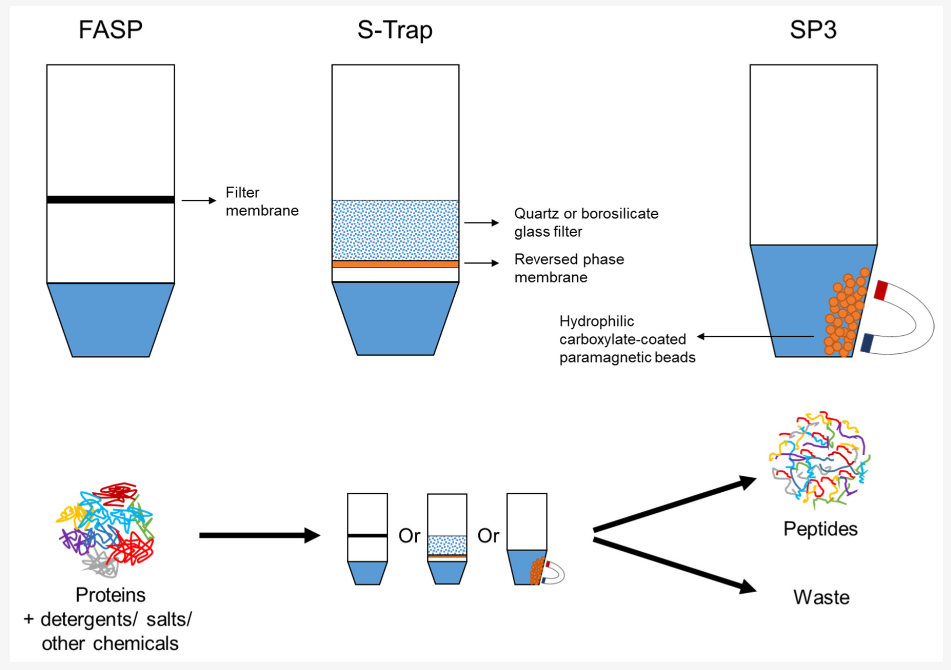 FASP
S-Trap
SP3
Filter
membrane
Quartz or borosilicate
glass filter
Reversed phase
membrane
Hydrophilic
carboxylate-coated
paramagnetic beads
Proteins
+ detergents/ salts/
other chemicals
Or
Or
Peptides
Waste